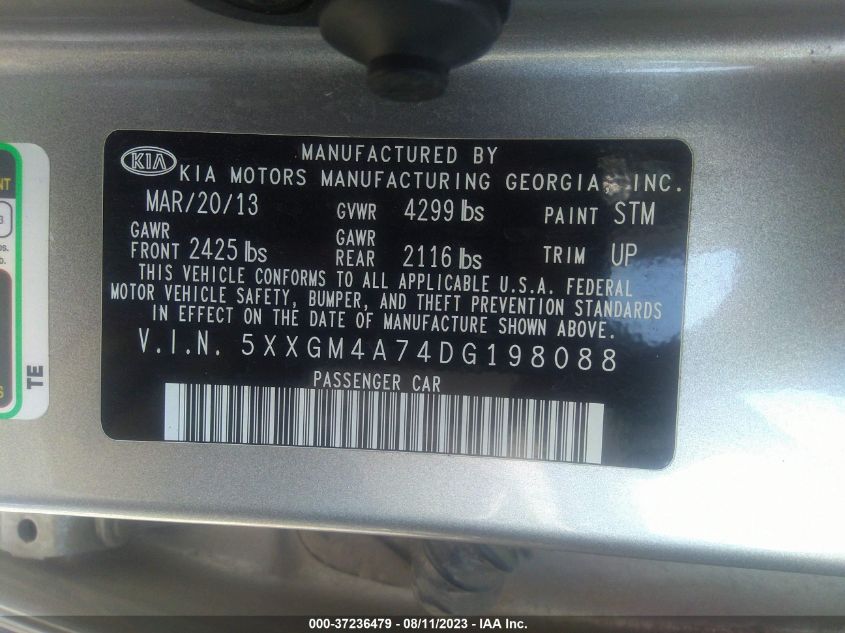 MANUFACTURED BY
KIA
KIA MOTORS MANUFACTURING GEORGIA, INC.
MAR/20/13 GVWR 4299 lbs PAINT STM
GAWR FRONT 2425 lbs GAWR REAR 2116 lbs TRIM UP
THIS VEHICLE CONFORMS TO ALL APPLICABLE U.S.A. FEDERAL
MOTOR VEHICLE SAFETY, BUMPER, AND THEFT PREVENTION STANDARDS
IN EFFECT ON THE DATE OF MANUFACTURE SHOWN ABOVE.
V.I.N. 5XXGM4A74DG198088
PASSENGER CAR
TE
000-37236479 - 08/11/2023 - IAA Inc.